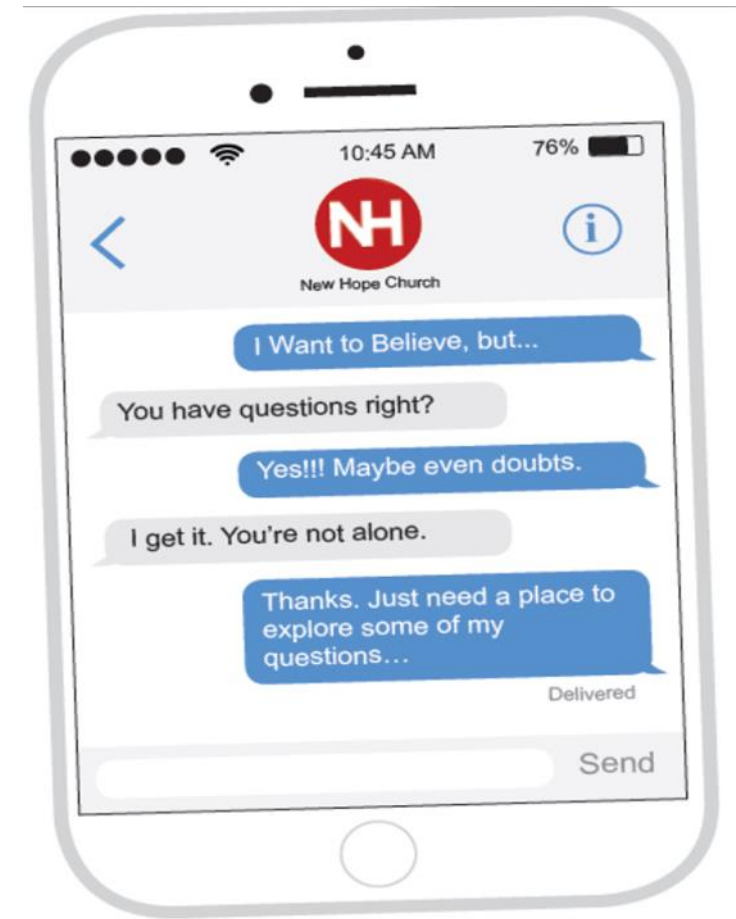 10:45 AM 76%
NH
i
New Hope Church
I Want to Believe, but...
You have questions right?
Yes!!! Maybe even doubts.
I get it. You're not alone.
Thanks. Just need a place to
explore some of my
questions...
Delivered
Send